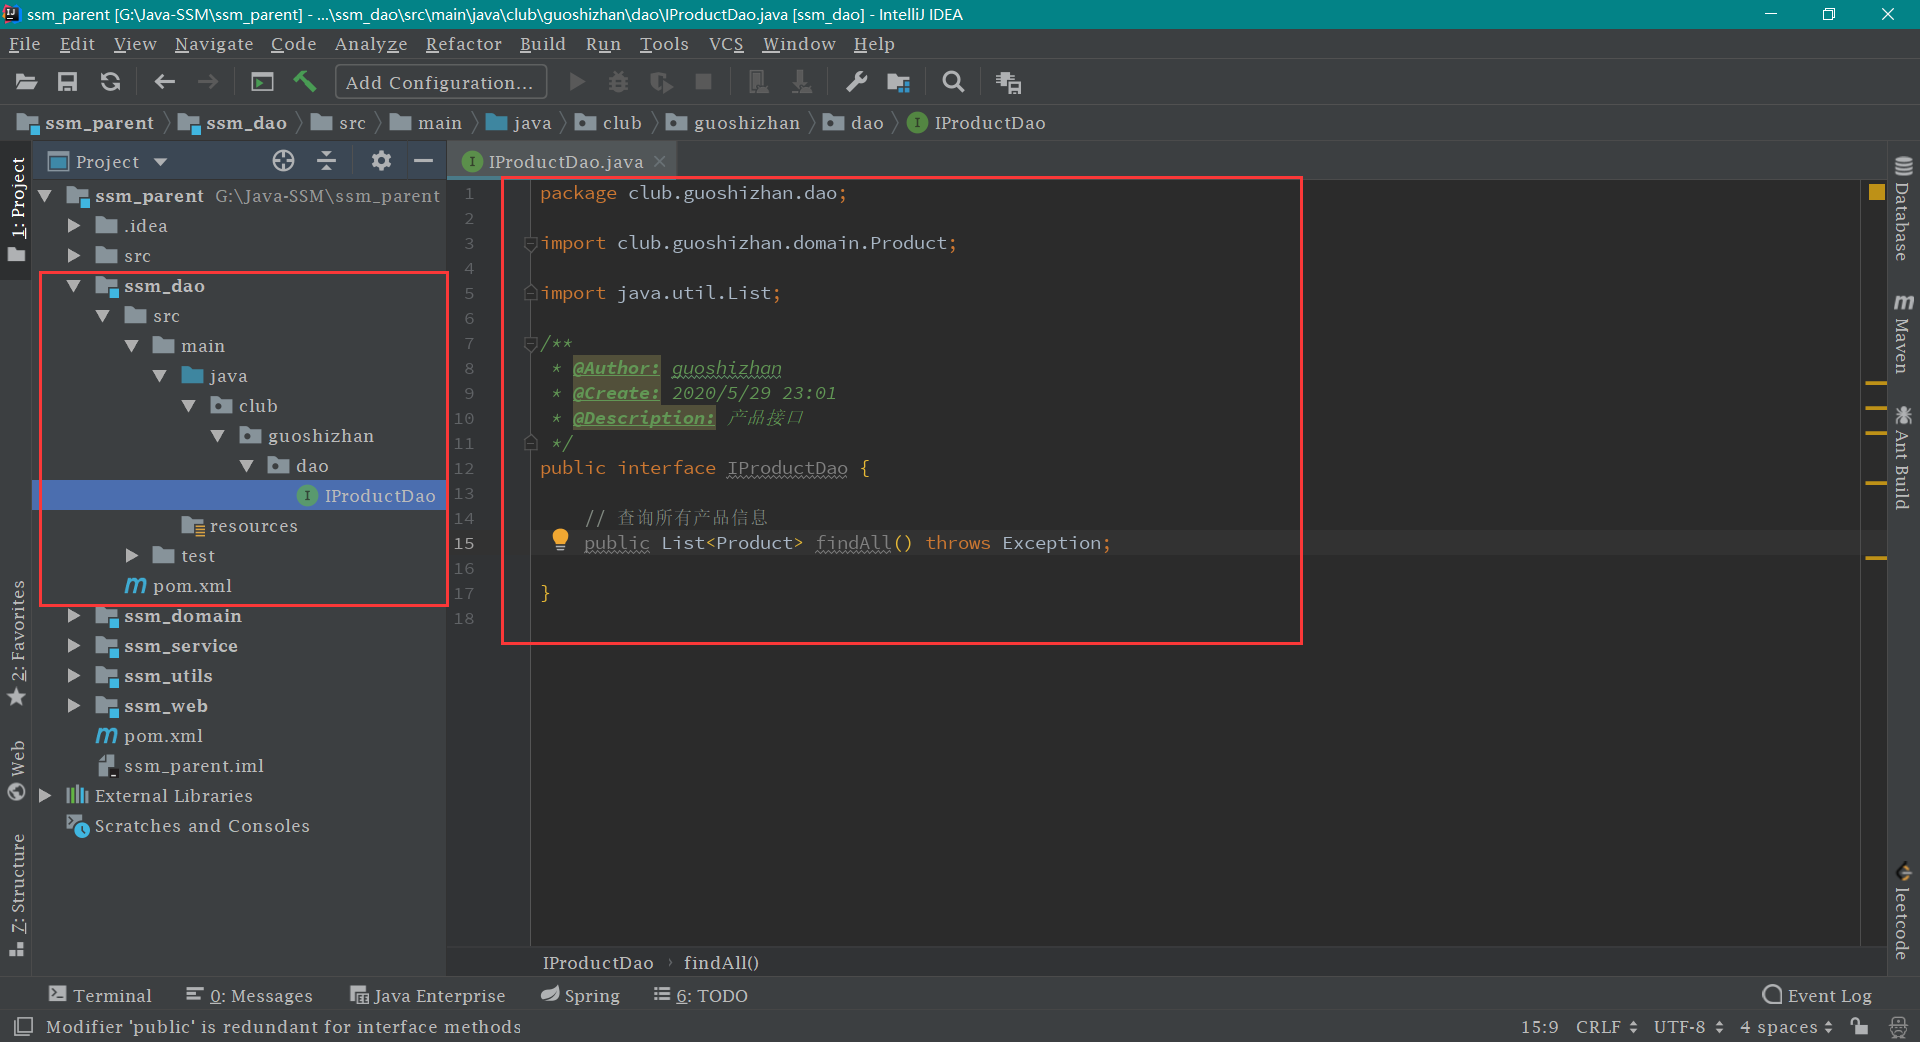 ssm_parent [G:\Java-SSM\ssm_parent] - ...\ssm_dao\src\main\java\club\guoshizhan\dao\IProductDao.java [ssm_dao] - IntelliJ IDEA
File Edit View Navigate Code Analyze Refactor Build Run Tools VCS Window Help
Add Configuration...
ssm_parent ssm_dao src main java club guoshizhan dao IProductDao
1: Project
2: Favorites
Web
Z: Structure
Project
ssm_parent G:\Java-SSM\ssm_parent
.idea
src
ssm_dao
src
main
java
club
guoshizhan
dao
IProductDao
resources
test
pom.xml
ssm_domain
ssm_service
ssm_utils
ssm_web
pom.xml
ssm_parent.iml
External Libraries
Scratches and Consoles
IProductDao.java
1 package club.guoshizhan.dao;
2
3 import club.guoshizhan.domain.Product;
4
5 import java.util.List;
6
7 /**
8 * @Author: guoshizhan
9 * @Create: 2020/5/29 23:01
10 * @Description: 产品接口
11 */
12 public interface IProductDao {
13
14 // 查询所有产品信息
15 public List<Product> findAll() throws Exception;
16
17 }
18
IProductDao › findAll()
Database
Maven
Ant Build
leetcode
Terminal 0: Messages Java Enterprise Spring 6: TODO Event Log
Modifier 'public' is redundant for interface methods 15:9 CRLF UTF-8 4 spaces